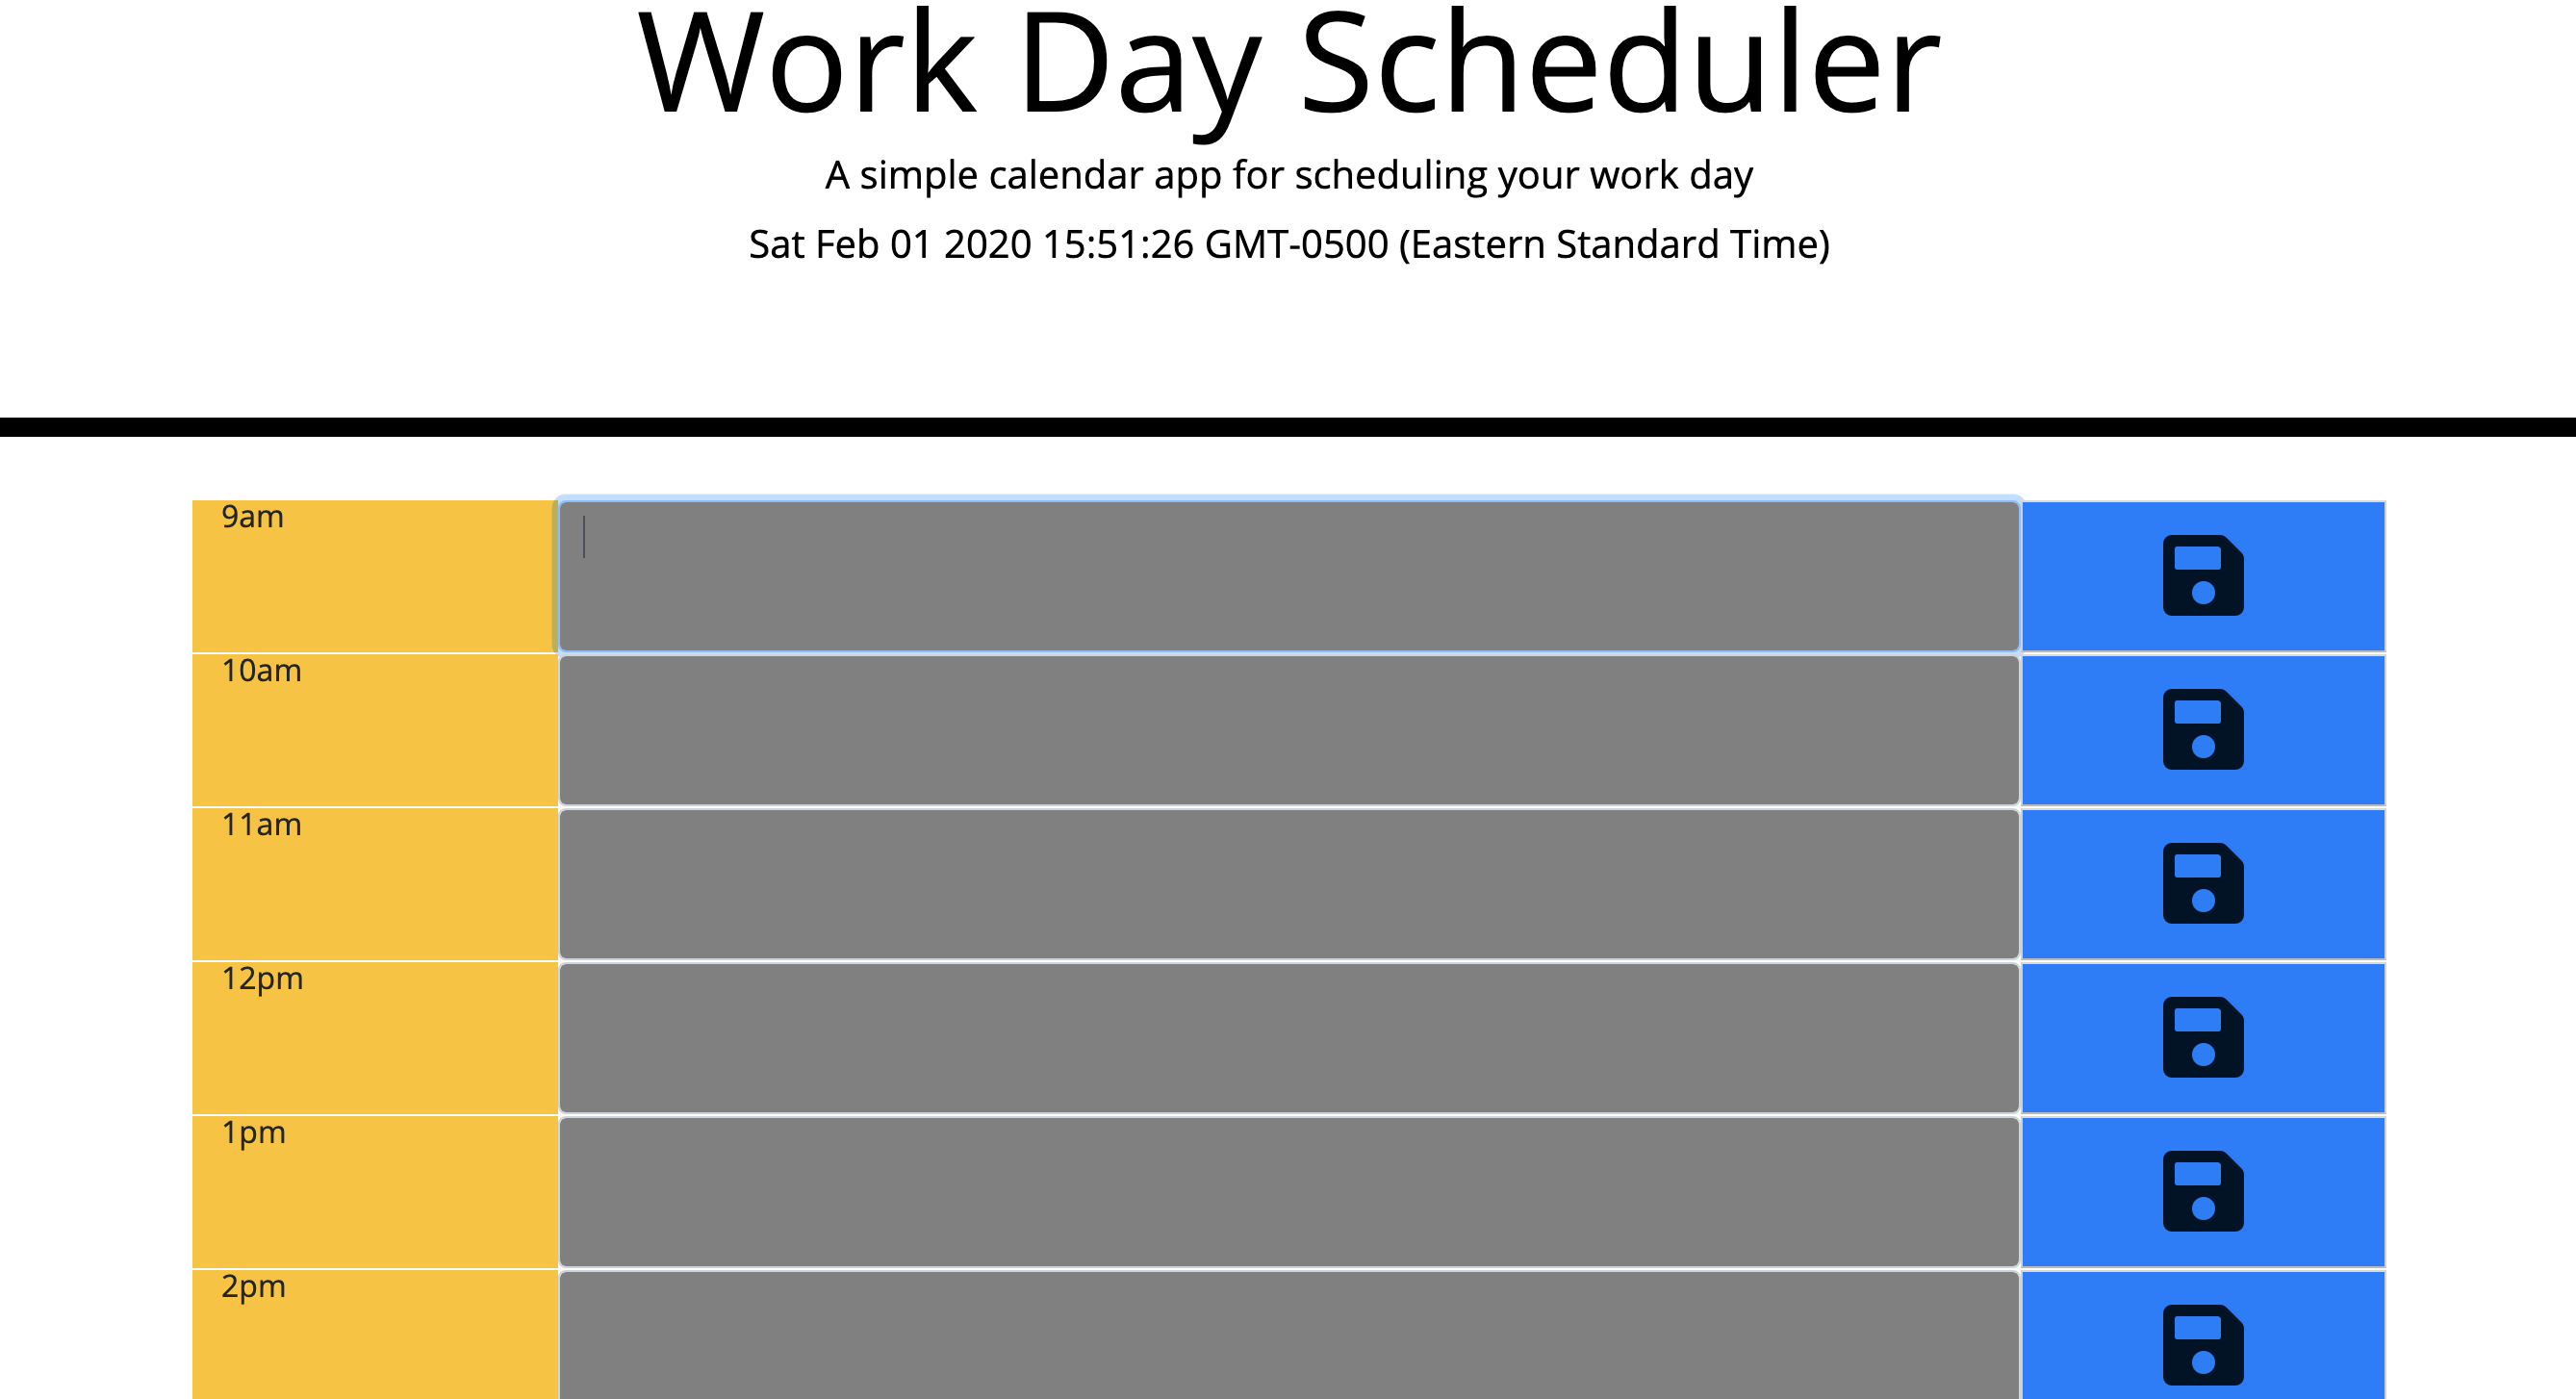 Work Day Scheduler
A simple calendar app for scheduling your work day
Sat Feb 01 2020 15:51:26 GMT-0500 (Eastern Standard Time)
9am
10am
11am
12pm
1pm
2pm